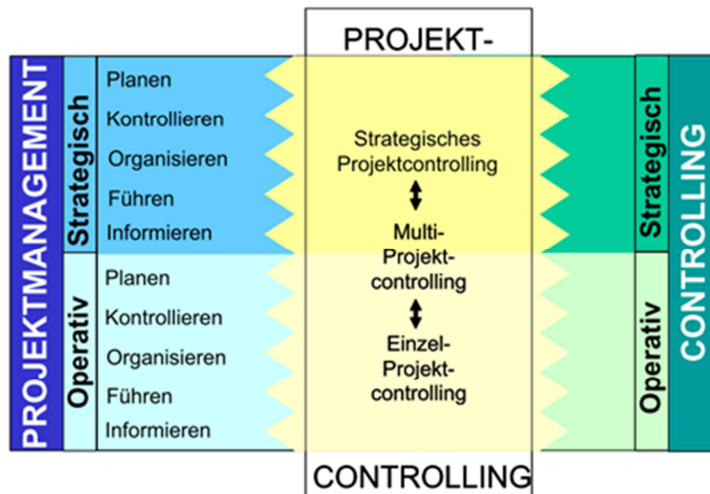 PROJEKT-
PROJEKTMANAGEMENT
Strategisch
Planen
Kontrollieren
Organisieren
Führen
Informieren
Operativ
Planen
Kontrollieren
Organisieren
Führen
Informieren
Strategisches
Projektcontrolling
Multi-
Projekt-
controlling
Einzel-
Projekt-
controlling
Strategisch
Operativ
CONTROLLING
CONTROLLING